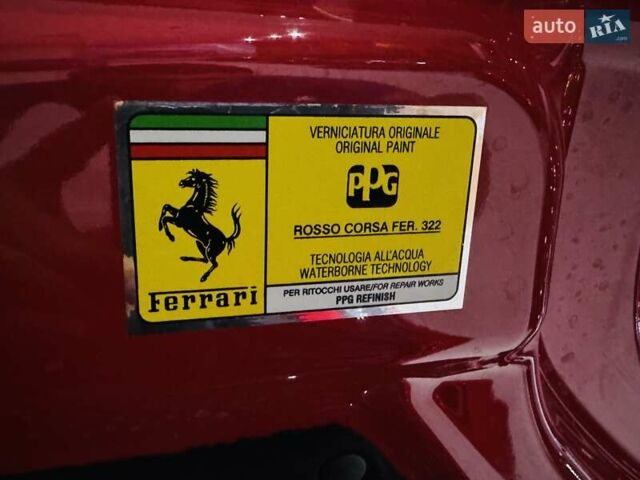 auto RIA.com
VERNICIATURA ORIGINALE
ORIGINAL PAINT
PPG
ROSSO CORSA FER. 322
TECNOLOGIA ALL'ACQUA
WATERBORNE TECHNOLOGY
Ferrari
PER RITOCCHI USARE/FOR REPAIR WORKS
PPG REFINISH